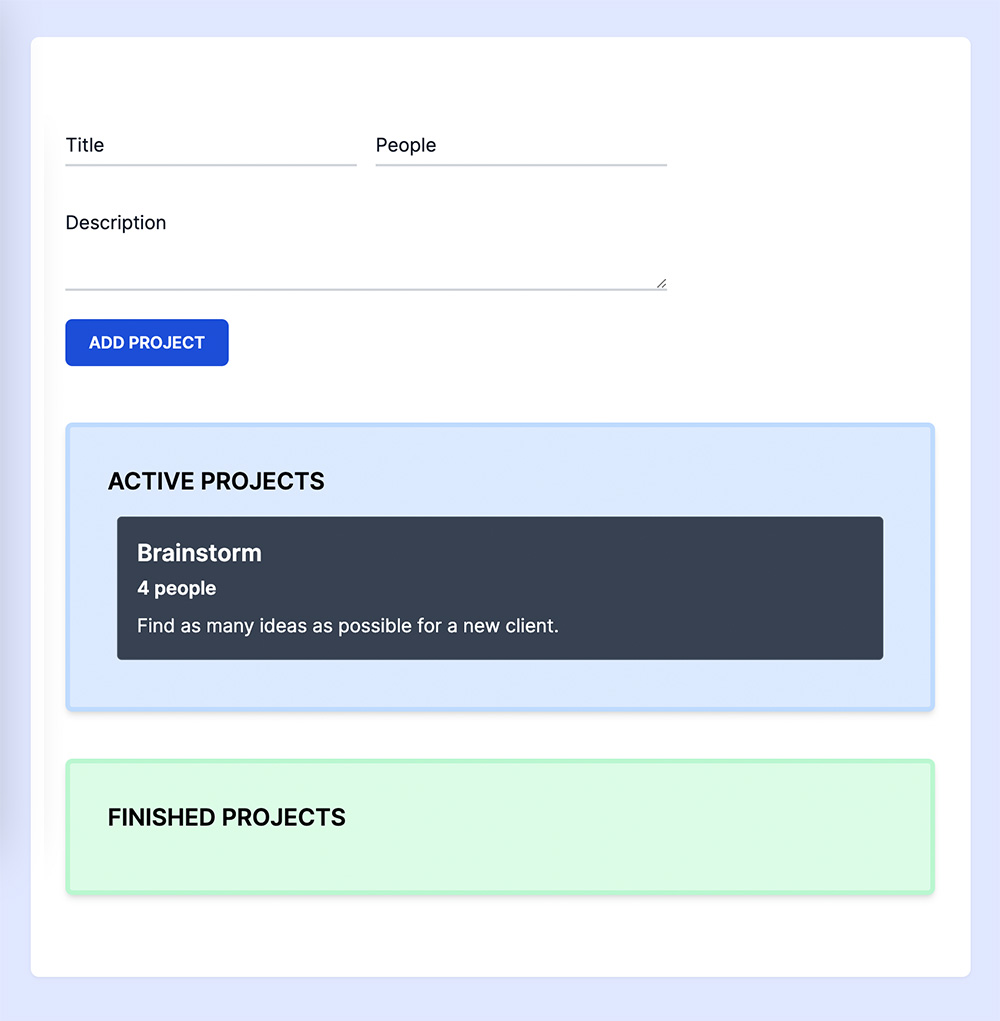 Title
People
Description
ADD PROJECT
ACTIVE PROJECTS
Brainstorm
4 people
Find as many ideas as possible for a new client.
FINISHED PROJECTS